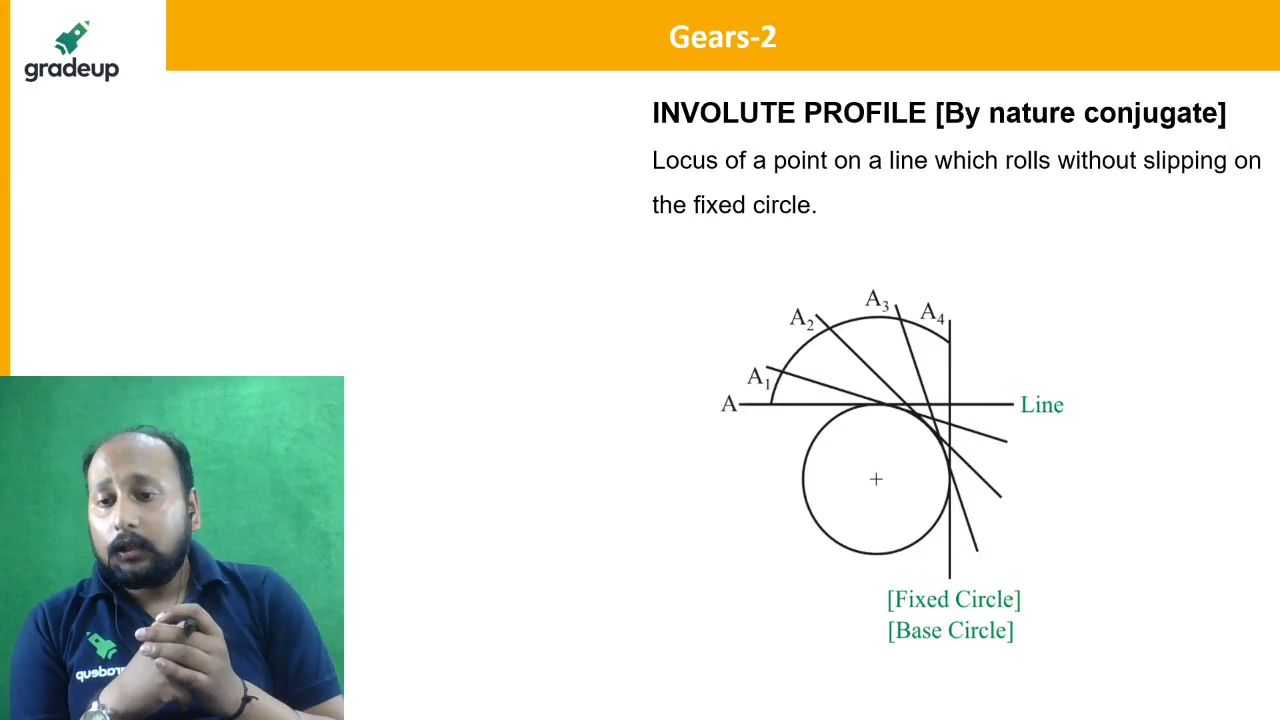 gradeup
Gears-2
INVOLUTE PROFILE [By nature conjugate]
Locus of a point on a line which rolls without slipping on
the fixed circle.
A3
A4
A2
A1
A
Line
[Fixed Circle]
[Base Circle]
gradeup